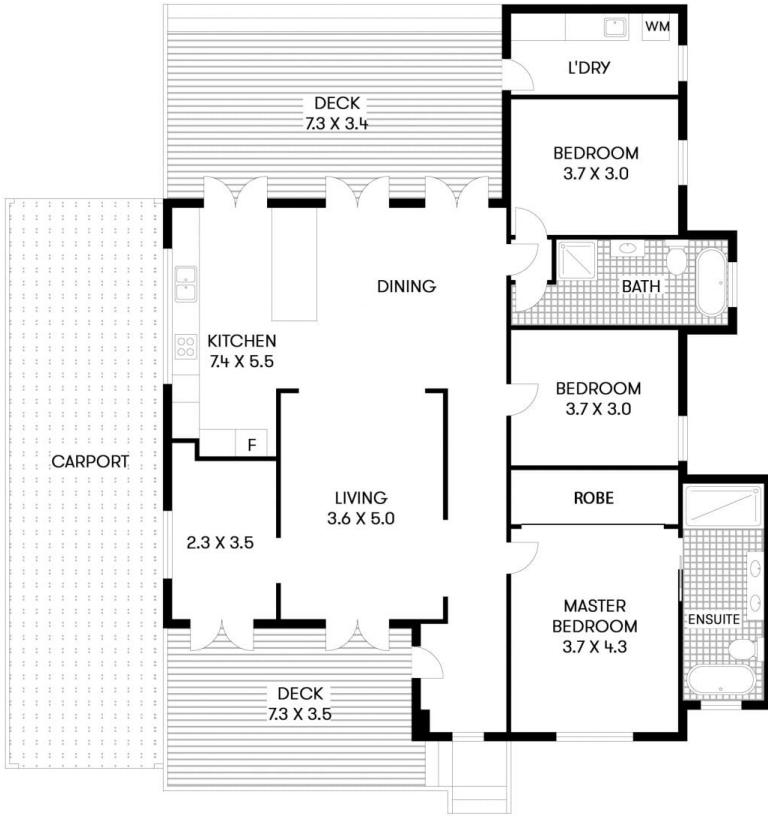 WM
L'DRY
DECK
7.3 X 3.4
BEDROOM
3.7 X 3.0
DINING
BATH
KITCHEN
7.4 X 5.5
BEDROOM
3.7 X 3.0
F
CARPORT
LIVING
3.6 X 5.0
ROBE
2.3 X 3.5
MASTER
BEDROOM
3.7 X 4.3
ENSUITE
DECK
7.3 X 3.5